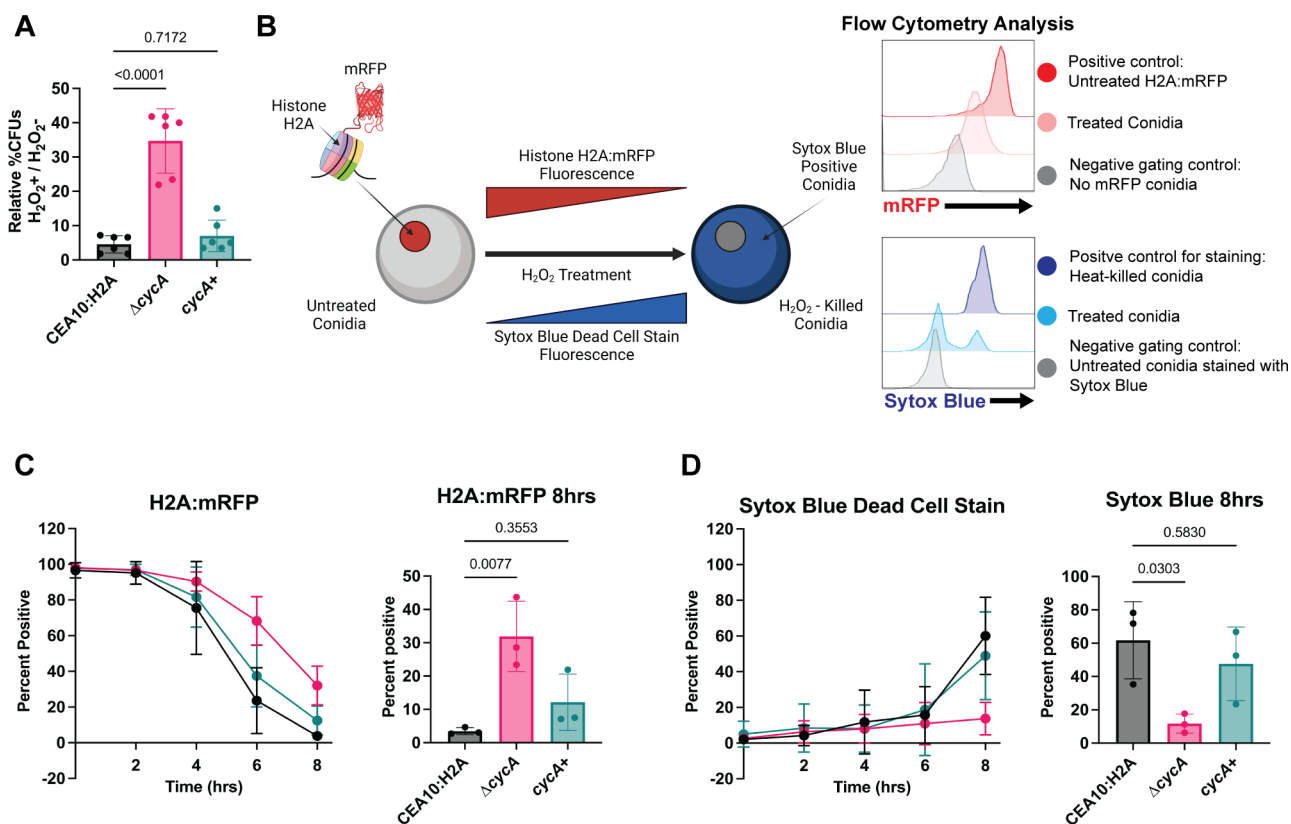 A
0.7172
<0.0001
Relative %CFUs
H₂O₂+ / H₂O₂-
50
40
30
20
10
0
CEA10:H2A
ΔcycA
cycA+
B
mRFP
Histone
H2A
Histone H2A:mRFP
Fluorescence
H₂O₂ Treatment
Untreated
Conidia
Sytox Blue Dead Cell Stain
Fluorescence
Sytox Blue
Positive
Conidia
H₂O₂ - Killed
Conidia
Flow Cytometry Analysis
Positive control:
Untreated H2A:mRFP
Treated Conidia
Negative gating control:
No mRFP conidia
mRFP
Positive control for staining:
Heat-killed conidia
Treated conidia
Negative gating control:
Untreated conidia stained with
Sytox Blue
Sytox Blue
C
H2A:mRFP
Percent Positive
120
100
80
60
40
20
0
-20
2
4
6
8
Time (hrs)
H2A:mRFP 8hrs
0.3553
0.0077
Percent positive
50
40
30
20
10
0
CEA10:H2A
ΔcycA
cycA+
D
Sytox Blue Dead Cell Stain
Percent Positive
120
100
80
60
40
20
0
-20
2
4
6
8
Time (hrs)
Sytox Blue 8hrs
0.5830
0.0303
Percent positive
100
80
60
40
20
0
CEA10:H2A
ΔcycA
cycA+